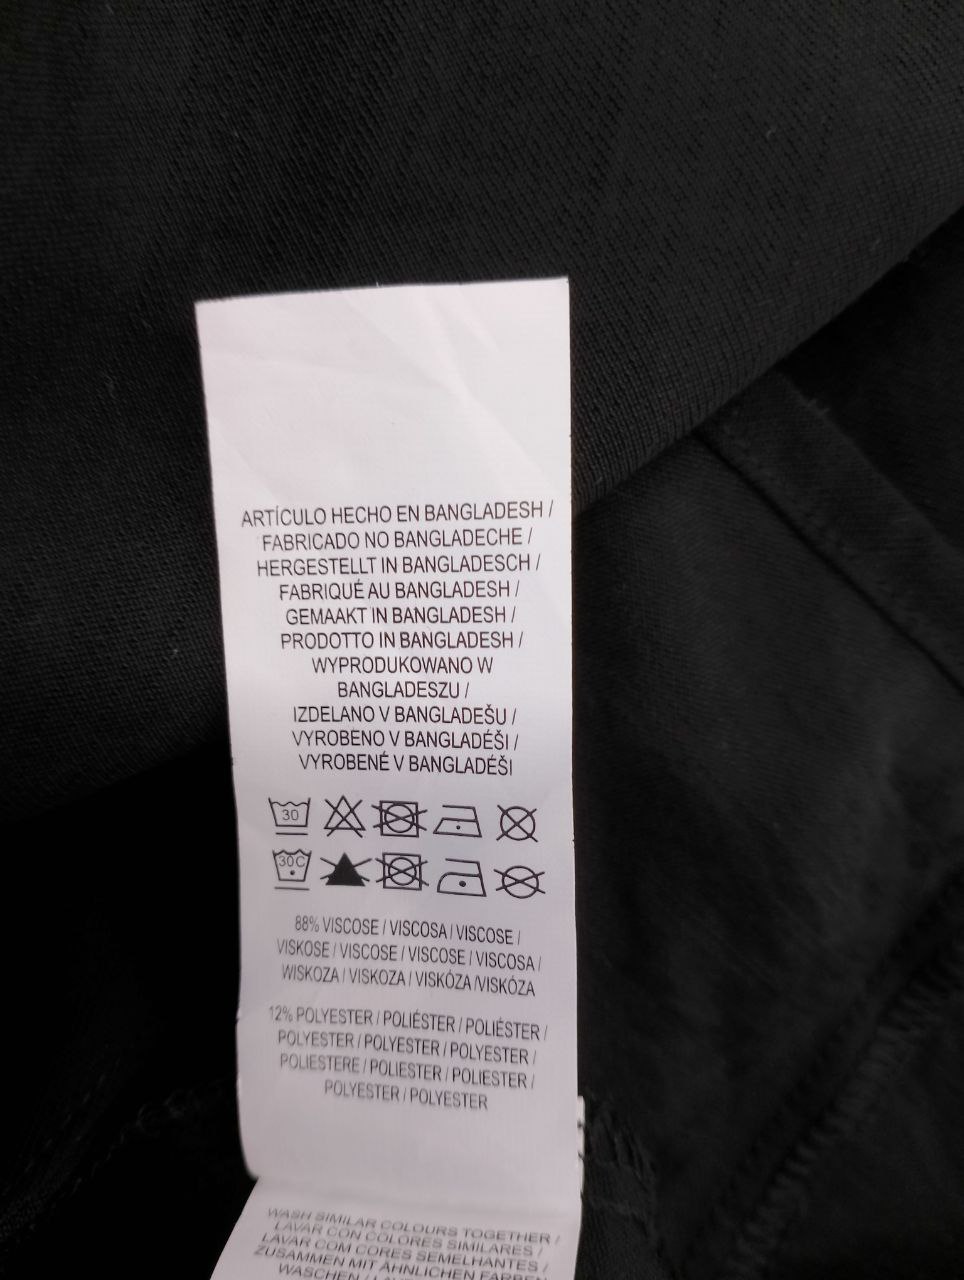 ARTÍCULO HECHO EN BANGLADESH /
FABRICADO NO BANGLADECHE /
HERGESTELLT IN BANGLADESCH /
FABRIQUÉ AU BANGLADESH /
GEMAAKT IN BANGLADESH /
PRODOTTO IN BANGLADESH /
WYPRODUKOWANO W
BANGLADESZU /
IZDELANO V BANGLADEŠU /
VYROBENO V BANGLADÉŠI /
VYROBENÉ V BANGLADÉŠI
30
30C
88% VISCOSE / VISCOSA / VISCOSE /
VISKOSE / VISCOSE / VISCOSE / VISCOSA /
WISKOZA / VISKOZA / VISKÓZA /VISKÓZA
12% POLYESTER / POLIÉSTER / POLIÉSTER /
POLYESTER / POLYESTER / POLYESTER /
POLIESTERE / POLIESTER / POLIESTER /
POLYESTER / POLYESTER
WASH SIMILAR COLOURS TOGETHER /
LAVAR CON COLORES SIMILARES /
LAVAR COM CORES SEMELHANTES /
ZUSAMMEN MIT ÄHNLICHEN FARBEN
WASCHEN /